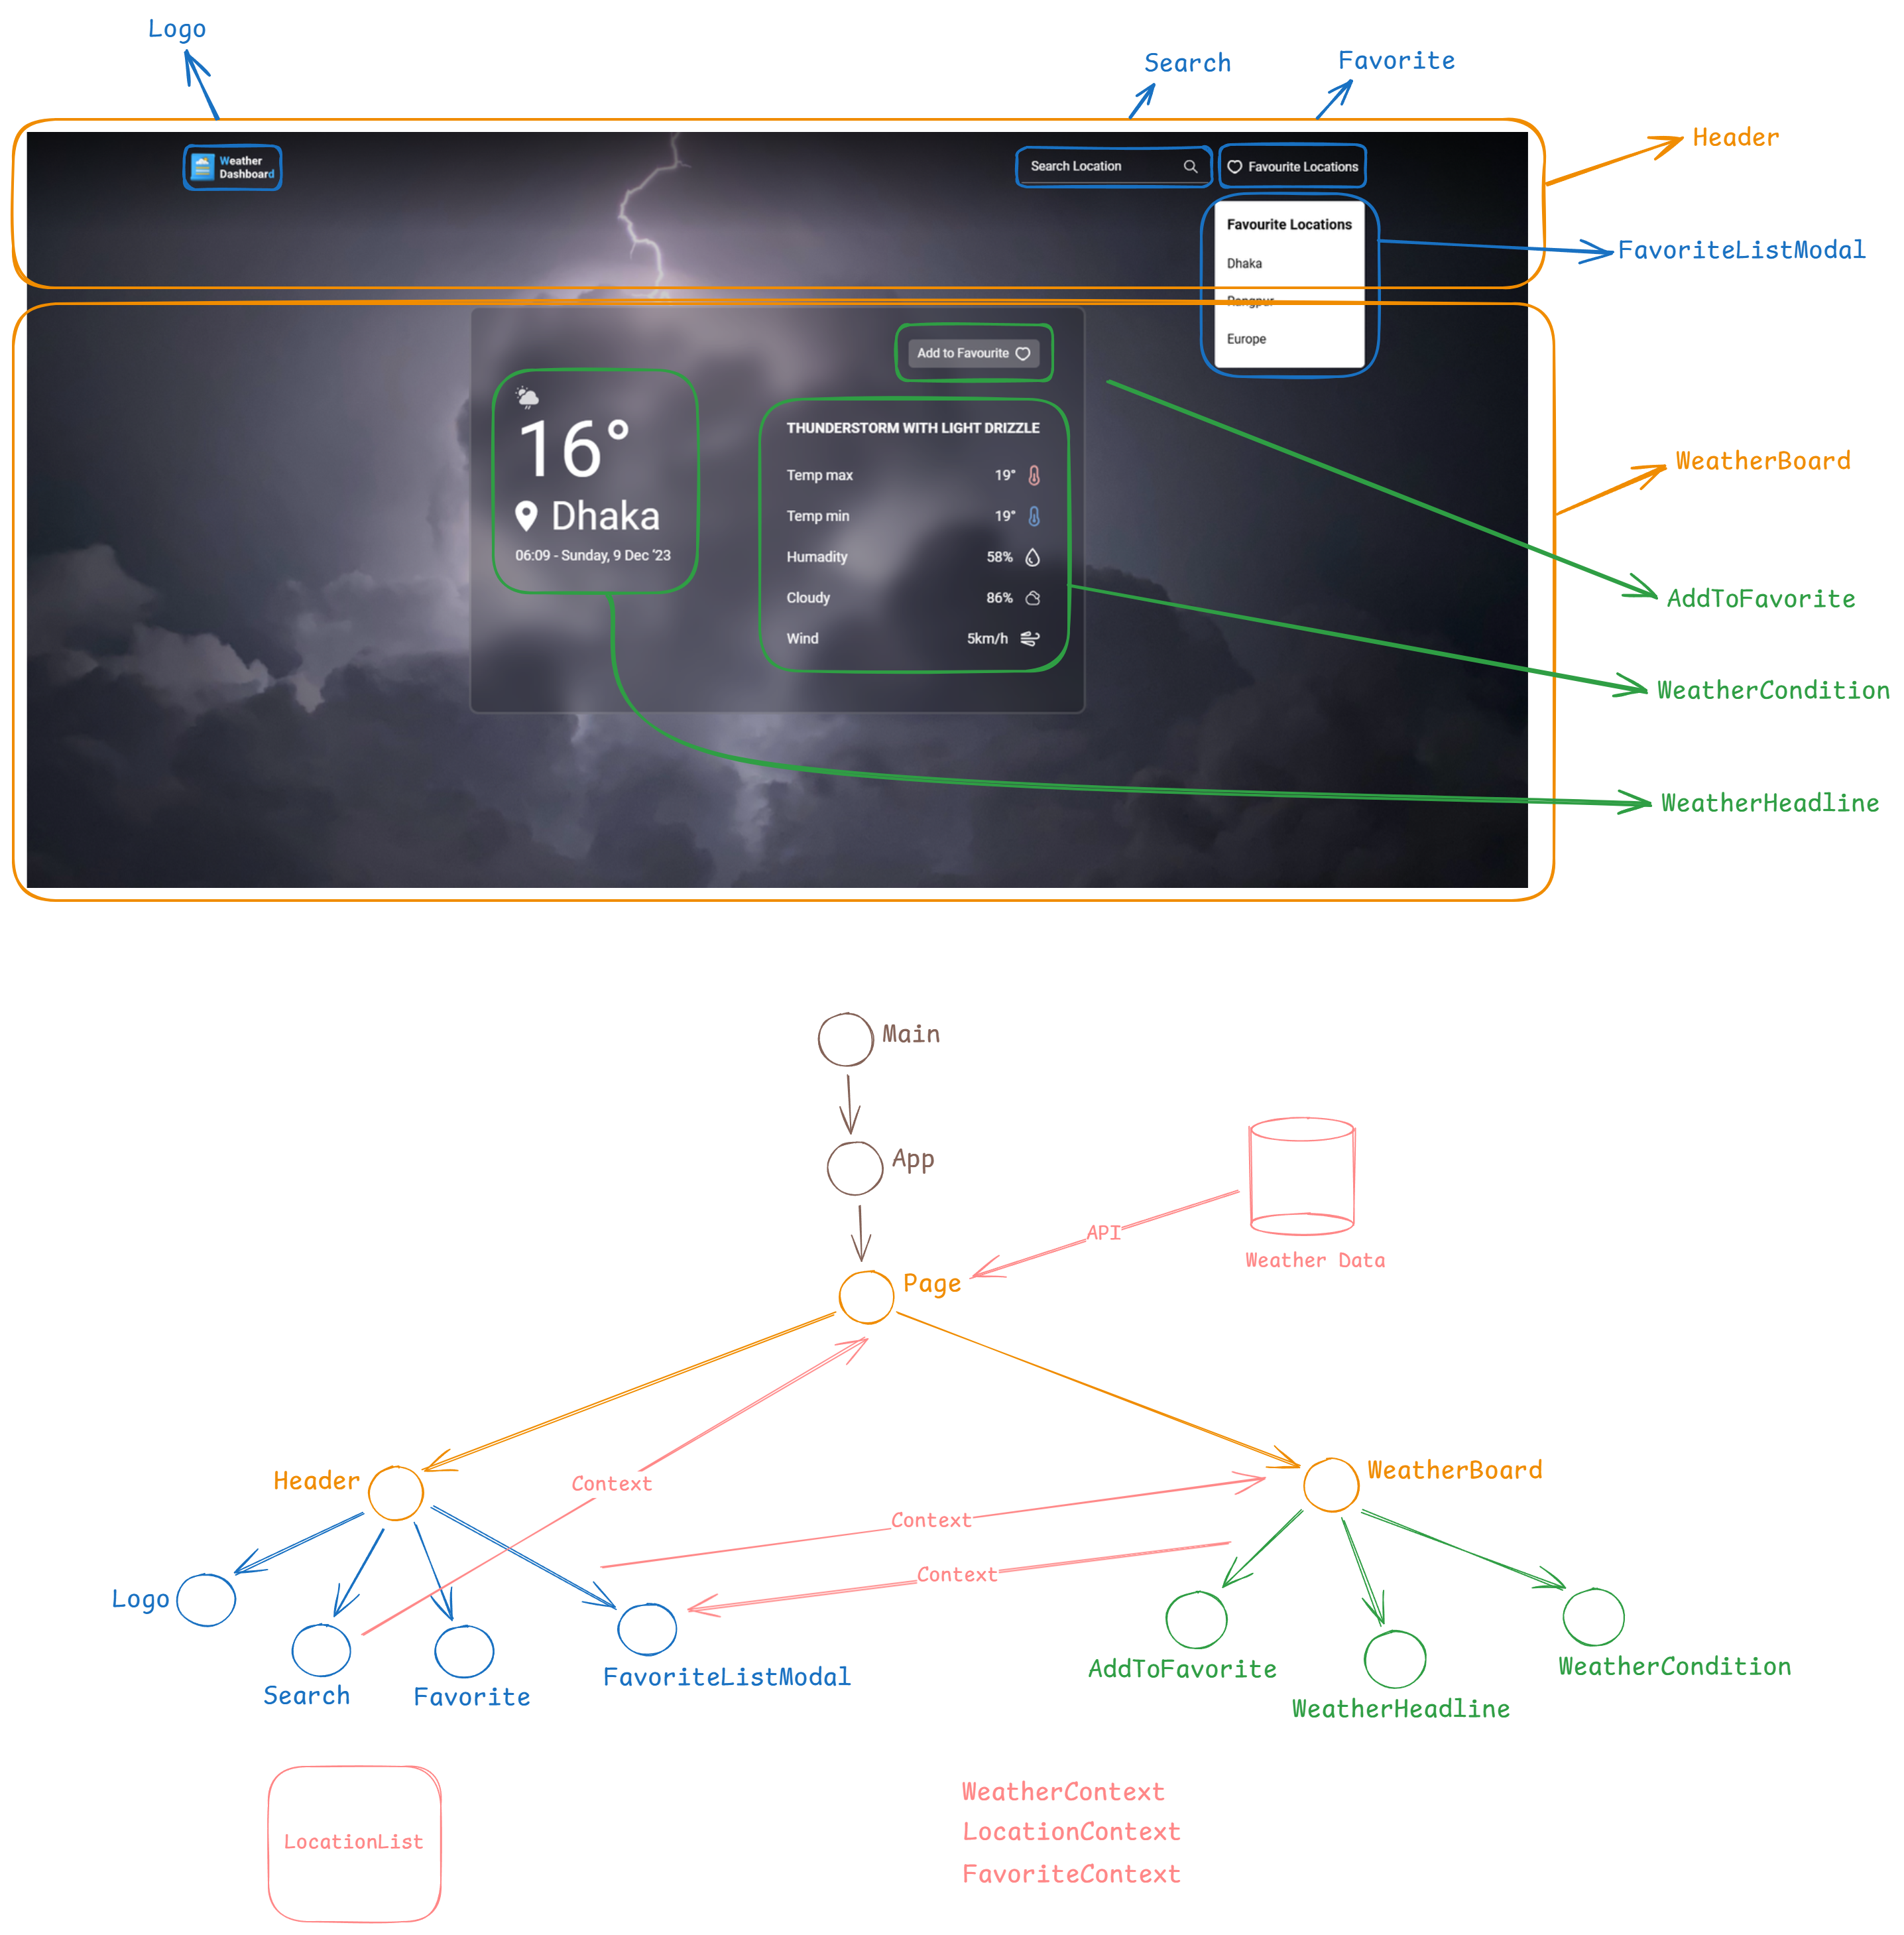 Logo
Search
Favorite
Header
Weather
Dashboard
Search Location
Favourite Locations
Favourite Locations
Dhaka
Rangpur
Europe
FavoriteListModal
Add to Favourite
16°
Dhaka
06:09 - Sunday, 9 Dec '23
THUNDERSTORM WITH LIGHT DRIZZLE
Temp max 19°
Temp min 19°
Humadity 58%
Cloudy 86%
Wind 5km/h
WeatherBoard
AddToFavorite
WeatherCondition
WeatherHeadline
Main
App
API
Weather Data
Page
Header
Context
WeatherBoard
Context
Context
Logo
Search
Favorite
FavoriteListModal
AddToFavorite
WeatherHeadline
WeatherCondition
LocationList
WeatherContext
LocationContext
FavoriteContext